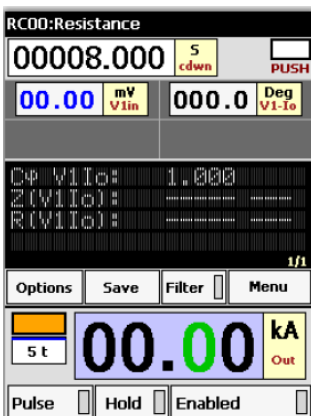 RC00:Resistance
00008.000 S cdwn PUSH
00.00 mV V1in 000.0 Deg V1-Io
Cφ V1Io: 1.000
Z(V1Io): ------- ----
R(V1Io): ------- ----
1/1
Options Save Filter Menu
5 t 00.00 kA Out
Pulse Hold Enabled